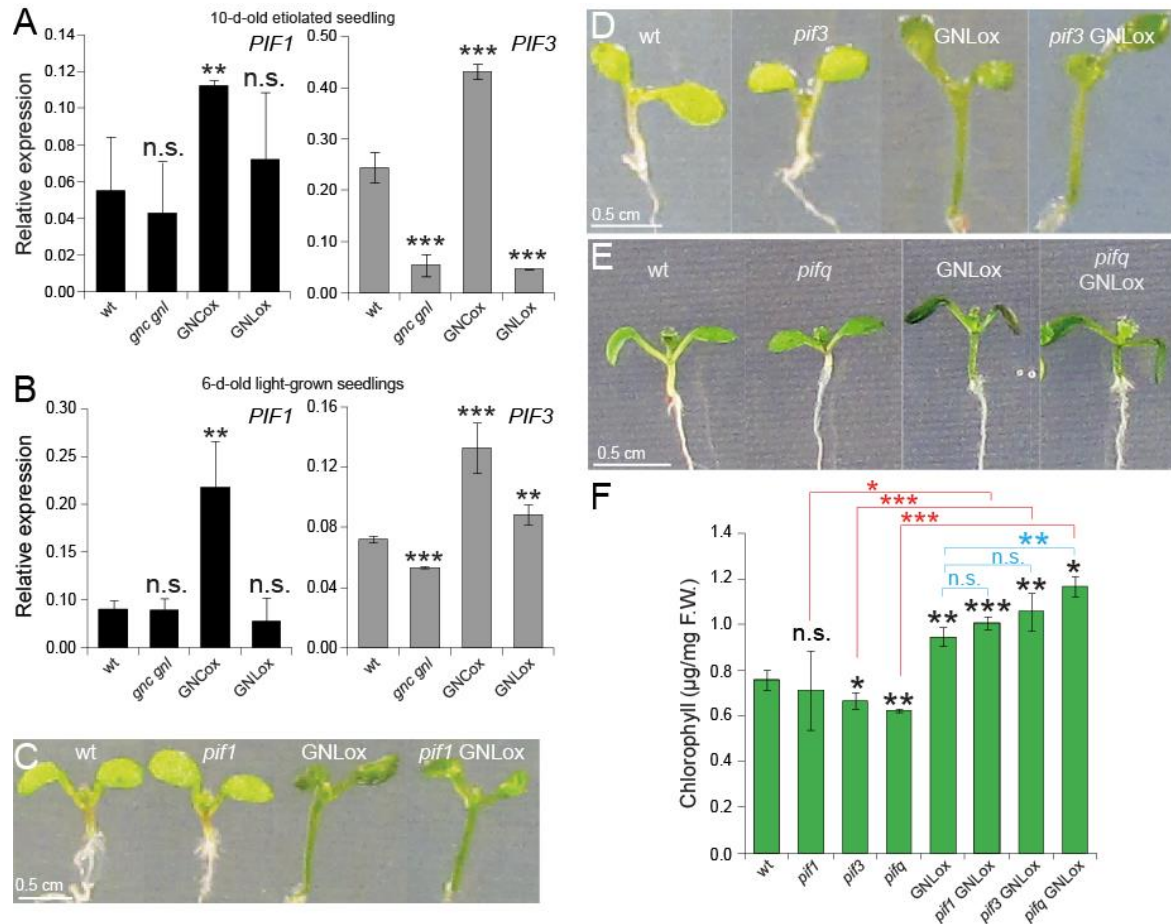 A
10-d-old etiolated seedling
PIF1
PIF3
Relative expression
0.14
0.12
0.10
0.08
0.06
0.04
0.02
0.00
n.s.
**
n.s.
wt
gnc gnl
GNCox
GNLox
0.50
0.40
0.30
0.20
0.00
0.00
***
***
***
wt
gnc gnl
GNCox
GNLox
B
6-d-old light-grown seedlings
PIF1
PIF3
Relative expression
0.30
0.25
0.20
0.10
0.10
0.00
n.s.
**
n.s.
wt
gnc gnl
GNCox
GNLox
0.16
0.12
0.08
0.04
0.00
***
***
**
wt
gnc gnl
GNCox
GNLox
C
wt
pif1
GNLox
pif1 GNLox
0.5 cm
D
wt
pif3
GNLox
pif3 GNLox
0.5 cm
E
wt
pifq
GNLox
pifq
GNLox
0.5 cm
F
*
***
***
**
n.s.
n.s.
n.s.
*
**
**
***
**
*
Chlorophyll (µg/mg F.W.)
1.4
1.2
1.0
0.8
0.6
1.2
0.2
0.0
wt
pif1
pif3
pifq
GNLox
pif1 GNLox
pif3 GNLox
pifq GNLox